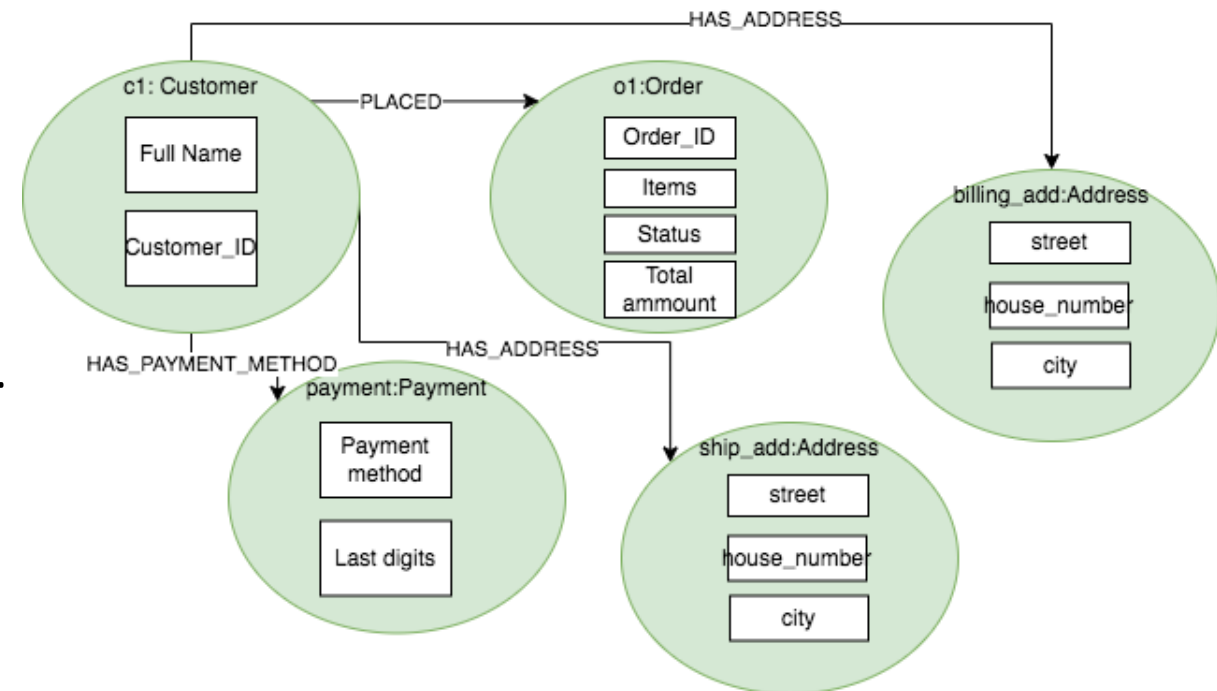 HAS_ADDRESS
c1: Customer
Full Name
Customer_ID
PLACED
o1:Order
Order_ID
Items
Status
Total
ammount
billing_add:Address
street
house_number
city
HAS_PAYMENT_METHOD
payment:Payment
Payment
method
Last digits
HAS_ADDRESS
ship_add:Address
street
house_number
city